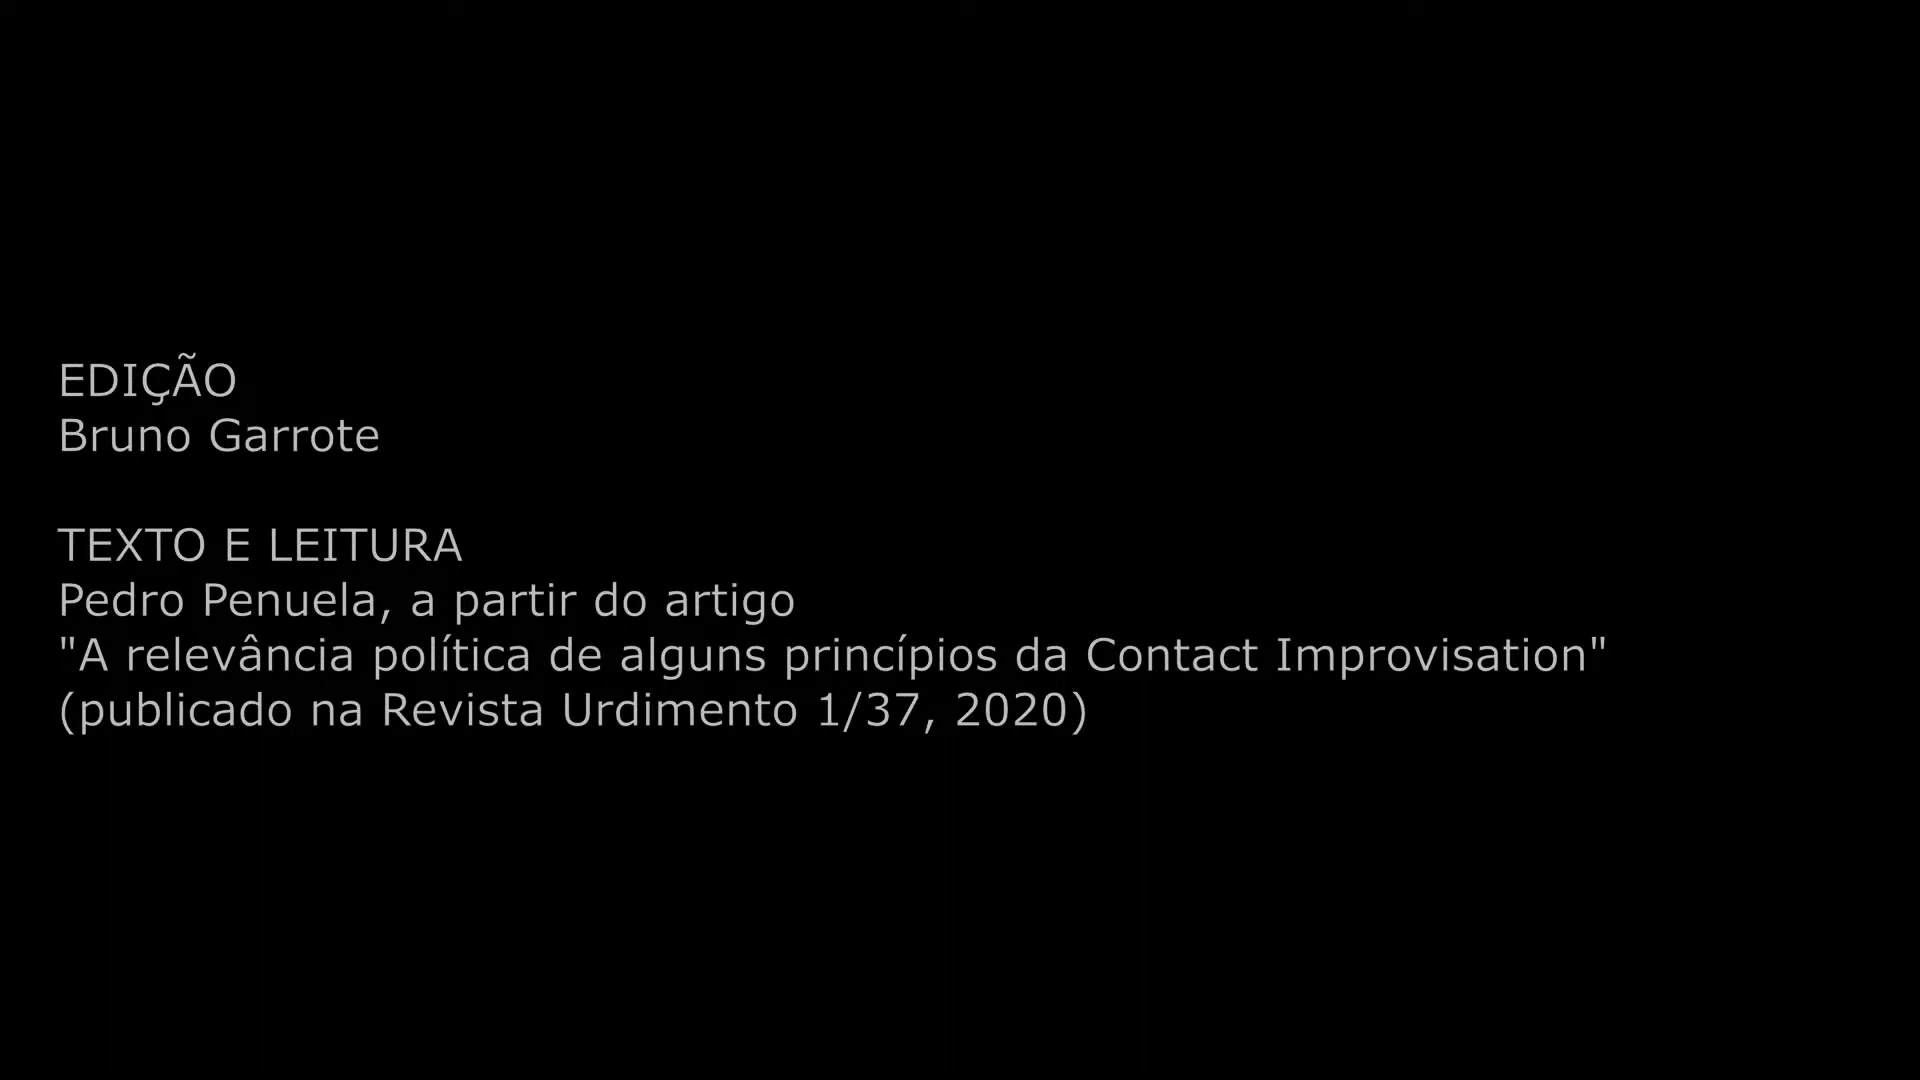 EDIÇÃO
Bruno Garrote
TEXTO E LEITURA
Pedro Penuela, a partir do artigo
"A relevância política de alguns princípios da Contact Improvisation"
(publicado na Revista Urdimento 1/37, 2020)